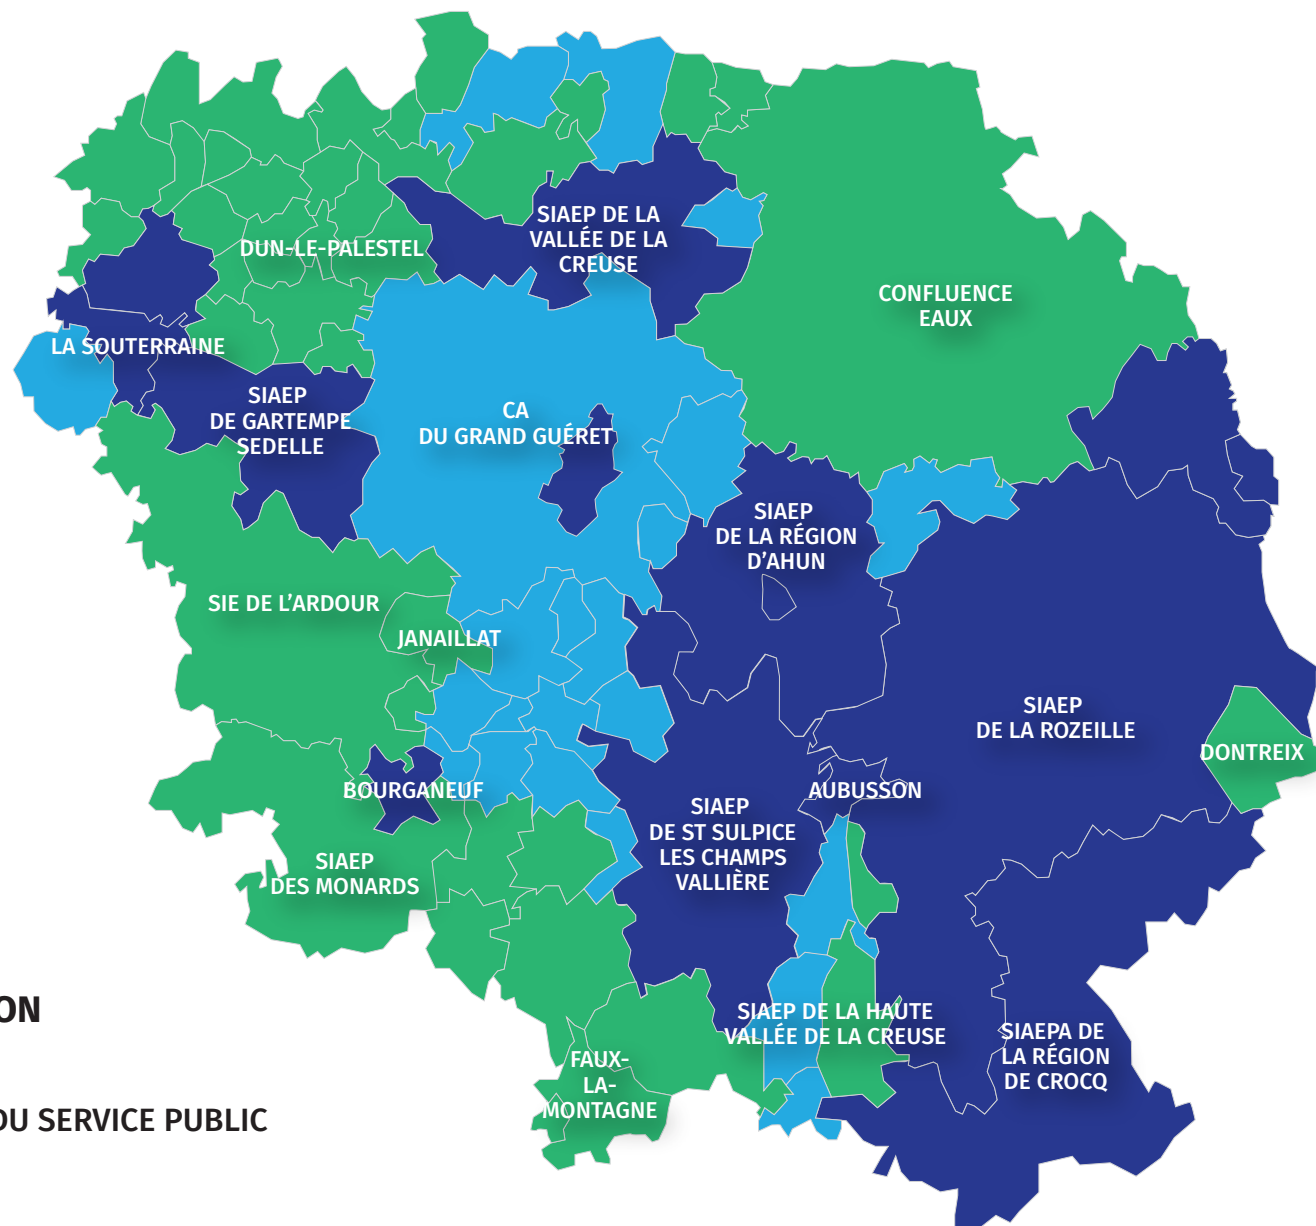 SIAEP DE LA
VALLÉE DE LA
CREUSE
DUN-LE-PALESTEL
CONFLUENCE
EAUX
LA SOUTERRAINE
SIAEP
DE GARTEMPE
SEDELLE
CA
DU GRAND GUÉRET
SIAEP
DE LA RÉGION
D’AHUN
SIE DE L’ARDOUR
JANAILLAT
SIAEP
DE LA ROZEILLE
DONTREIX
BOURGANEUF
AUBUSSON
SIAEP
DE ST SULPICE
LES CHAMPS
VALLIÈRE
SIAEP
DES MONARDS
ON
SIAEP DE LA HAUTE
VALLÉE DE LA CREUSE
SIAEPA DE
LA RÉGION
DE CROCQ
FAUX-
LA-
MONTAGNE
DU SERVICE PUBLIC